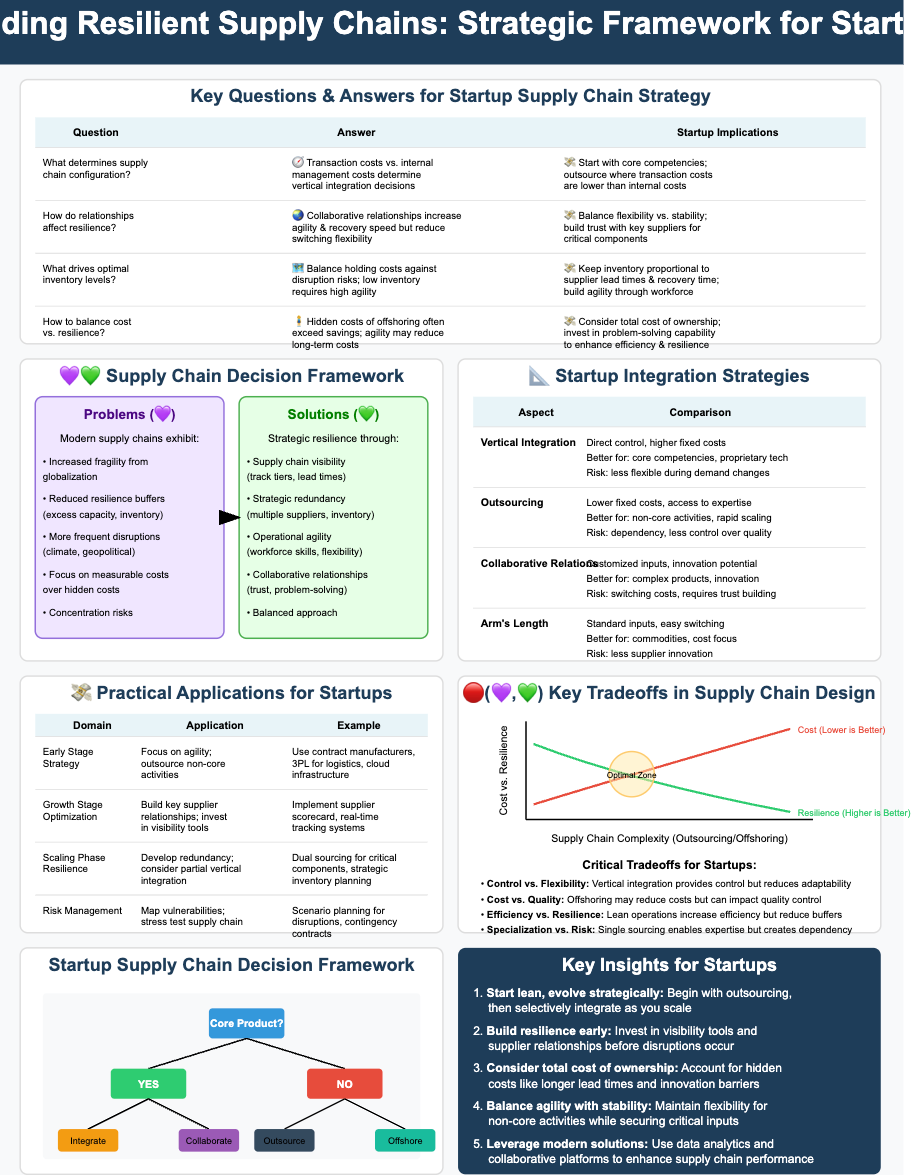 ding Resilient Supply Chains: Strategic Framework for Start
Key Questions & Answers for Startup Supply Chain Strategy
Question
Answer
Startup Implications
What determines supply
chain configuration?
🧭 Transaction costs vs. internal
management costs determine
vertical integration decisions
💸 Start with core competencies;
outsource where transaction costs
are lower than internal costs
How do relationships
affect resilience?
🌏 Collaborative relationships increase
agility & recovery speed but reduce
switching flexibility
💸 Balance flexibility vs. stability;
build trust with key suppliers for
critical components
What drives optimal
inventory levels?
🗺️ Balance holding costs against
disruption risks; low inventory
requires high agility
💸 Keep inventory proportional to
supplier lead times & recovery time;
build agility through workforce
How to balance cost
vs. resilience?
🕴️ Hidden costs of offshoring often
exceed savings; agility may reduce
long-term costs
💸 Consider total cost of ownership;
invest in problem-solving capability
to enhance efficiency & resilience
💜💚 Supply Chain Decision Framework
Problems (💜)
Modern supply chains exhibit:
• Increased fragility from
globalization
• Reduced resilience buffers
(excess capacity, inventory)
• More frequent disruptions
(climate, geopolitical)
• Focus on measurable costs
over hidden costs
• Concentration risks
Solutions (💚)
Strategic resilience through:
• Supply chain visibility
(track tiers, lead times)
• Strategic redundancy
(multiple suppliers, inventory)
• Operational agility
(workforce skills, flexibility)
• Collaborative relationships
(trust, problem-solving)
• Balanced approach
📐 Startup Integration Strategies
Aspect
Comparison
Vertical Integration
Direct control, higher fixed costs
Better for: core competencies, proprietary tech
Risk: less flexible during demand changes
Outsourcing
Lower fixed costs, access to expertise
Better for: non-core activities, rapid scaling
Risk: dependency, less control over quality
Collaborative Relations
Customized inputs, innovation potential
Better for: complex products, innovation
Risk: switching costs, requires trust building
Arm's Length
Standard inputs, easy switching
Better for: commodities, cost focus
Risk: less supplier innovation
💸 Practical Applications for Startups
Domain
Application
Example
Early Stage
Strategy
Focus on agility;
outsource non-core
activities
Use contract manufacturers,
3PL for logistics, cloud
infrastructure
Growth Stage
Optimization
Build key supplier
relationships; invest
in visibility tools
Implement supplier
scorecard, real-time
tracking systems
Scaling Phase
Resilience
Develop redundancy;
consider partial vertical
integration
Dual sourcing for critical
components, strategic
inventory planning
Risk Management
Map vulnerabilities;
stress test supply chain
Scenario planning for
disruptions, contingency
contracts
🔴(💜,💚) Key Tradeoffs in Supply Chain Design
Cost vs. Resilience
Cost (Lower is Better)
Optimal Zone
Resilience (Higher is Better)
Supply Chain Complexity (Outsourcing/Offshoring)
Critical Tradeoffs for Startups:
• Control vs. Flexibility: Vertical integration provides control but reduces adaptability
• Cost vs. Quality: Offshoring may reduce costs but can impact quality control
• Efficiency vs. Resilience: Lean operations increase efficiency but reduce buffers
• Specialization vs. Risk: Single sourcing enables expertise but creates dependency
Startup Supply Chain Decision Framework
Core Product?
YES
NO
Integrate
Collaborate
Outsource
Offshore
Key Insights for Startups
1. Start lean, evolve strategically: Begin with outsourcing,
then selectively integrate as you scale
2. Build resilience early: Invest in visibility tools and
supplier relationships before disruptions occur
3. Consider total cost of ownership: Account for hidden
costs like longer lead times and innovation barriers
4. Balance agility with stability: Maintain flexibility for
non-core activities while securing critical inputs
5. Leverage modern solutions: Use data analytics and
collaborative platforms to enhance supply chain performance